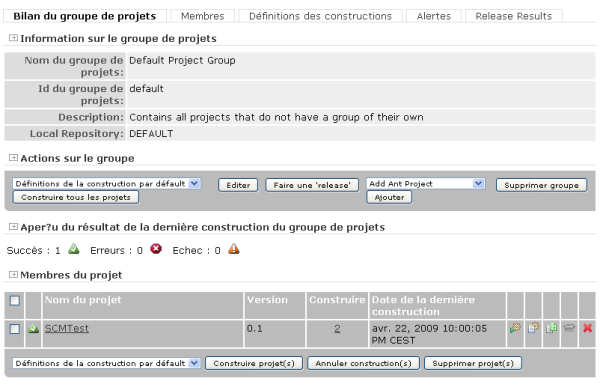 Bilan du groupe de projets Membres Définitions des constructions Alertes Release Results
Information sur le groupe de projets
Nom du groupe de projets: Default Project Group
Id du groupe de projets: default
Description: Contains all projects that do not have a group of their own
Local Repository: DEFAULT
Actions sur le groupe
Définitions de la construction par défault Editer Faire une 'release' Add Ant Project Supprimer groupe
Construire tous les projets Ajouter
Aper?u du résultat de la dernière construction du groupe de projets
Succès : 1 Erreurs : 0 Echec : 0
Membres du projet
Nom du projet Version Construire Date de la dernière construction
SCMTest 0.1 2 avr. 22, 2009 10:00:05 PM CEST
Définitions de la construction par défault Construire projet(s) Annuler construction(s) Supprimer projet(s)